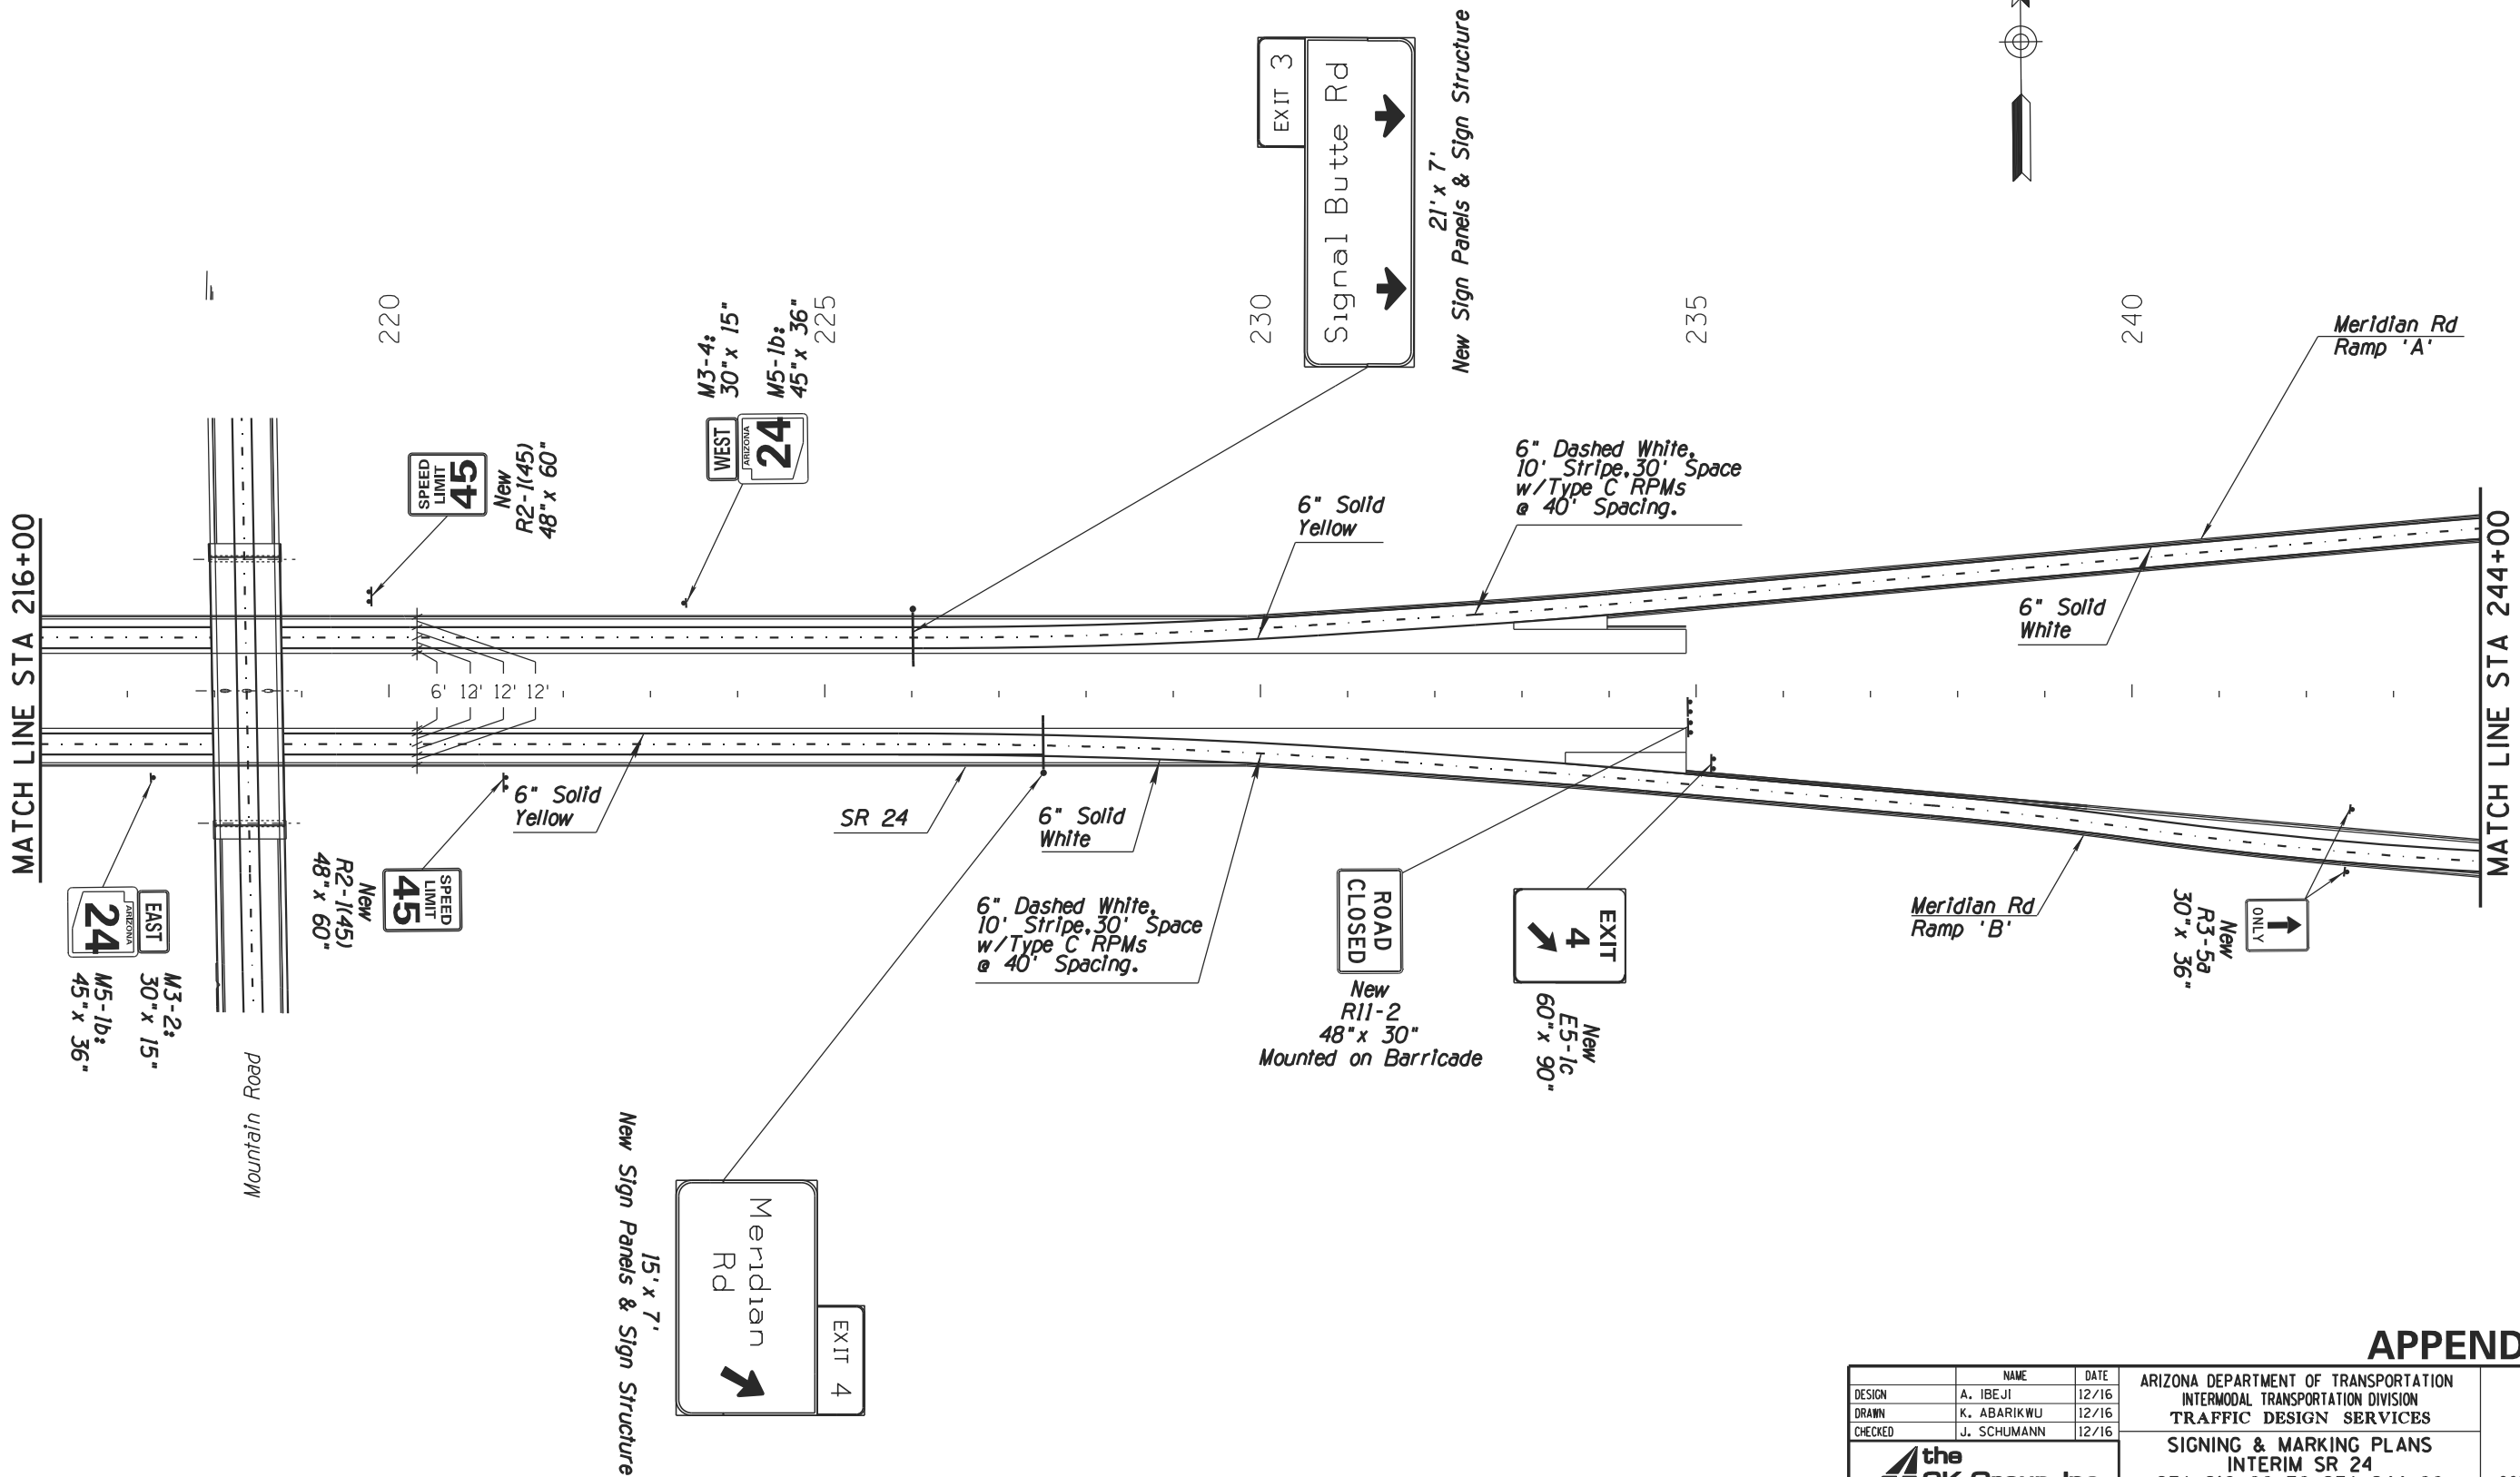 EXIT 3
Signal Butte Rd
21' x 7'
New Sign Panels & Sign Structure
220
225
230
235
240
M3-4:
30" x 15"
M5-1b:
45" x 36"
WEST
ARIZONA
24
SPEED
LIMIT
45
New
R2-1(45)
48" x 60"
Meridian Rd
Ramp 'A'
6" Dashed White,
10' Stripe, 30' Space
w/Type C RPMs
@ 40' Spacing.
6" Solid
Yellow
6" Solid
White
MATCH LINE STA 216+00
MATCH LINE STA 244+00
6' 12' 12' 12'
6" Solid
Yellow
SR 24
6" Solid
White
6" Dashed White,
10' Stripe, 30' Space
w/Type C RPMs
@ 40' Spacing.
EAST
ARIZONA
24
M3-2:
30" x 15"
M5-1b:
45" x 36"
New
R2-1(45)
48" x 60"
SPEED
LIMIT
45
Mountain Road
ROAD
CLOSED
New
R11-2
48" x 30"
Mounted on Barricade
EXIT
4
New
E5-1c
60" x 90"
Meridian Rd
Ramp 'B'
ONLY
New
R3-5a
30" x 36"
EXIT 4
Meridian
Rd
15' x 7'
New Sign Panels & Sign Structure
APPEND
NAME DATE
DESIGN A. IBEJI 12/16
DRAWN K. ABARIKWU 12/16
CHECKED J. SCHUMANN 12/16
ARIZONA DEPARTMENT OF TRANSPORTATION
INTERMODAL TRANSPORTATION DIVISION
TRAFFIC DESIGN SERVICES
SIGNING & MARKING PLANS
INTERIM SR 24
the